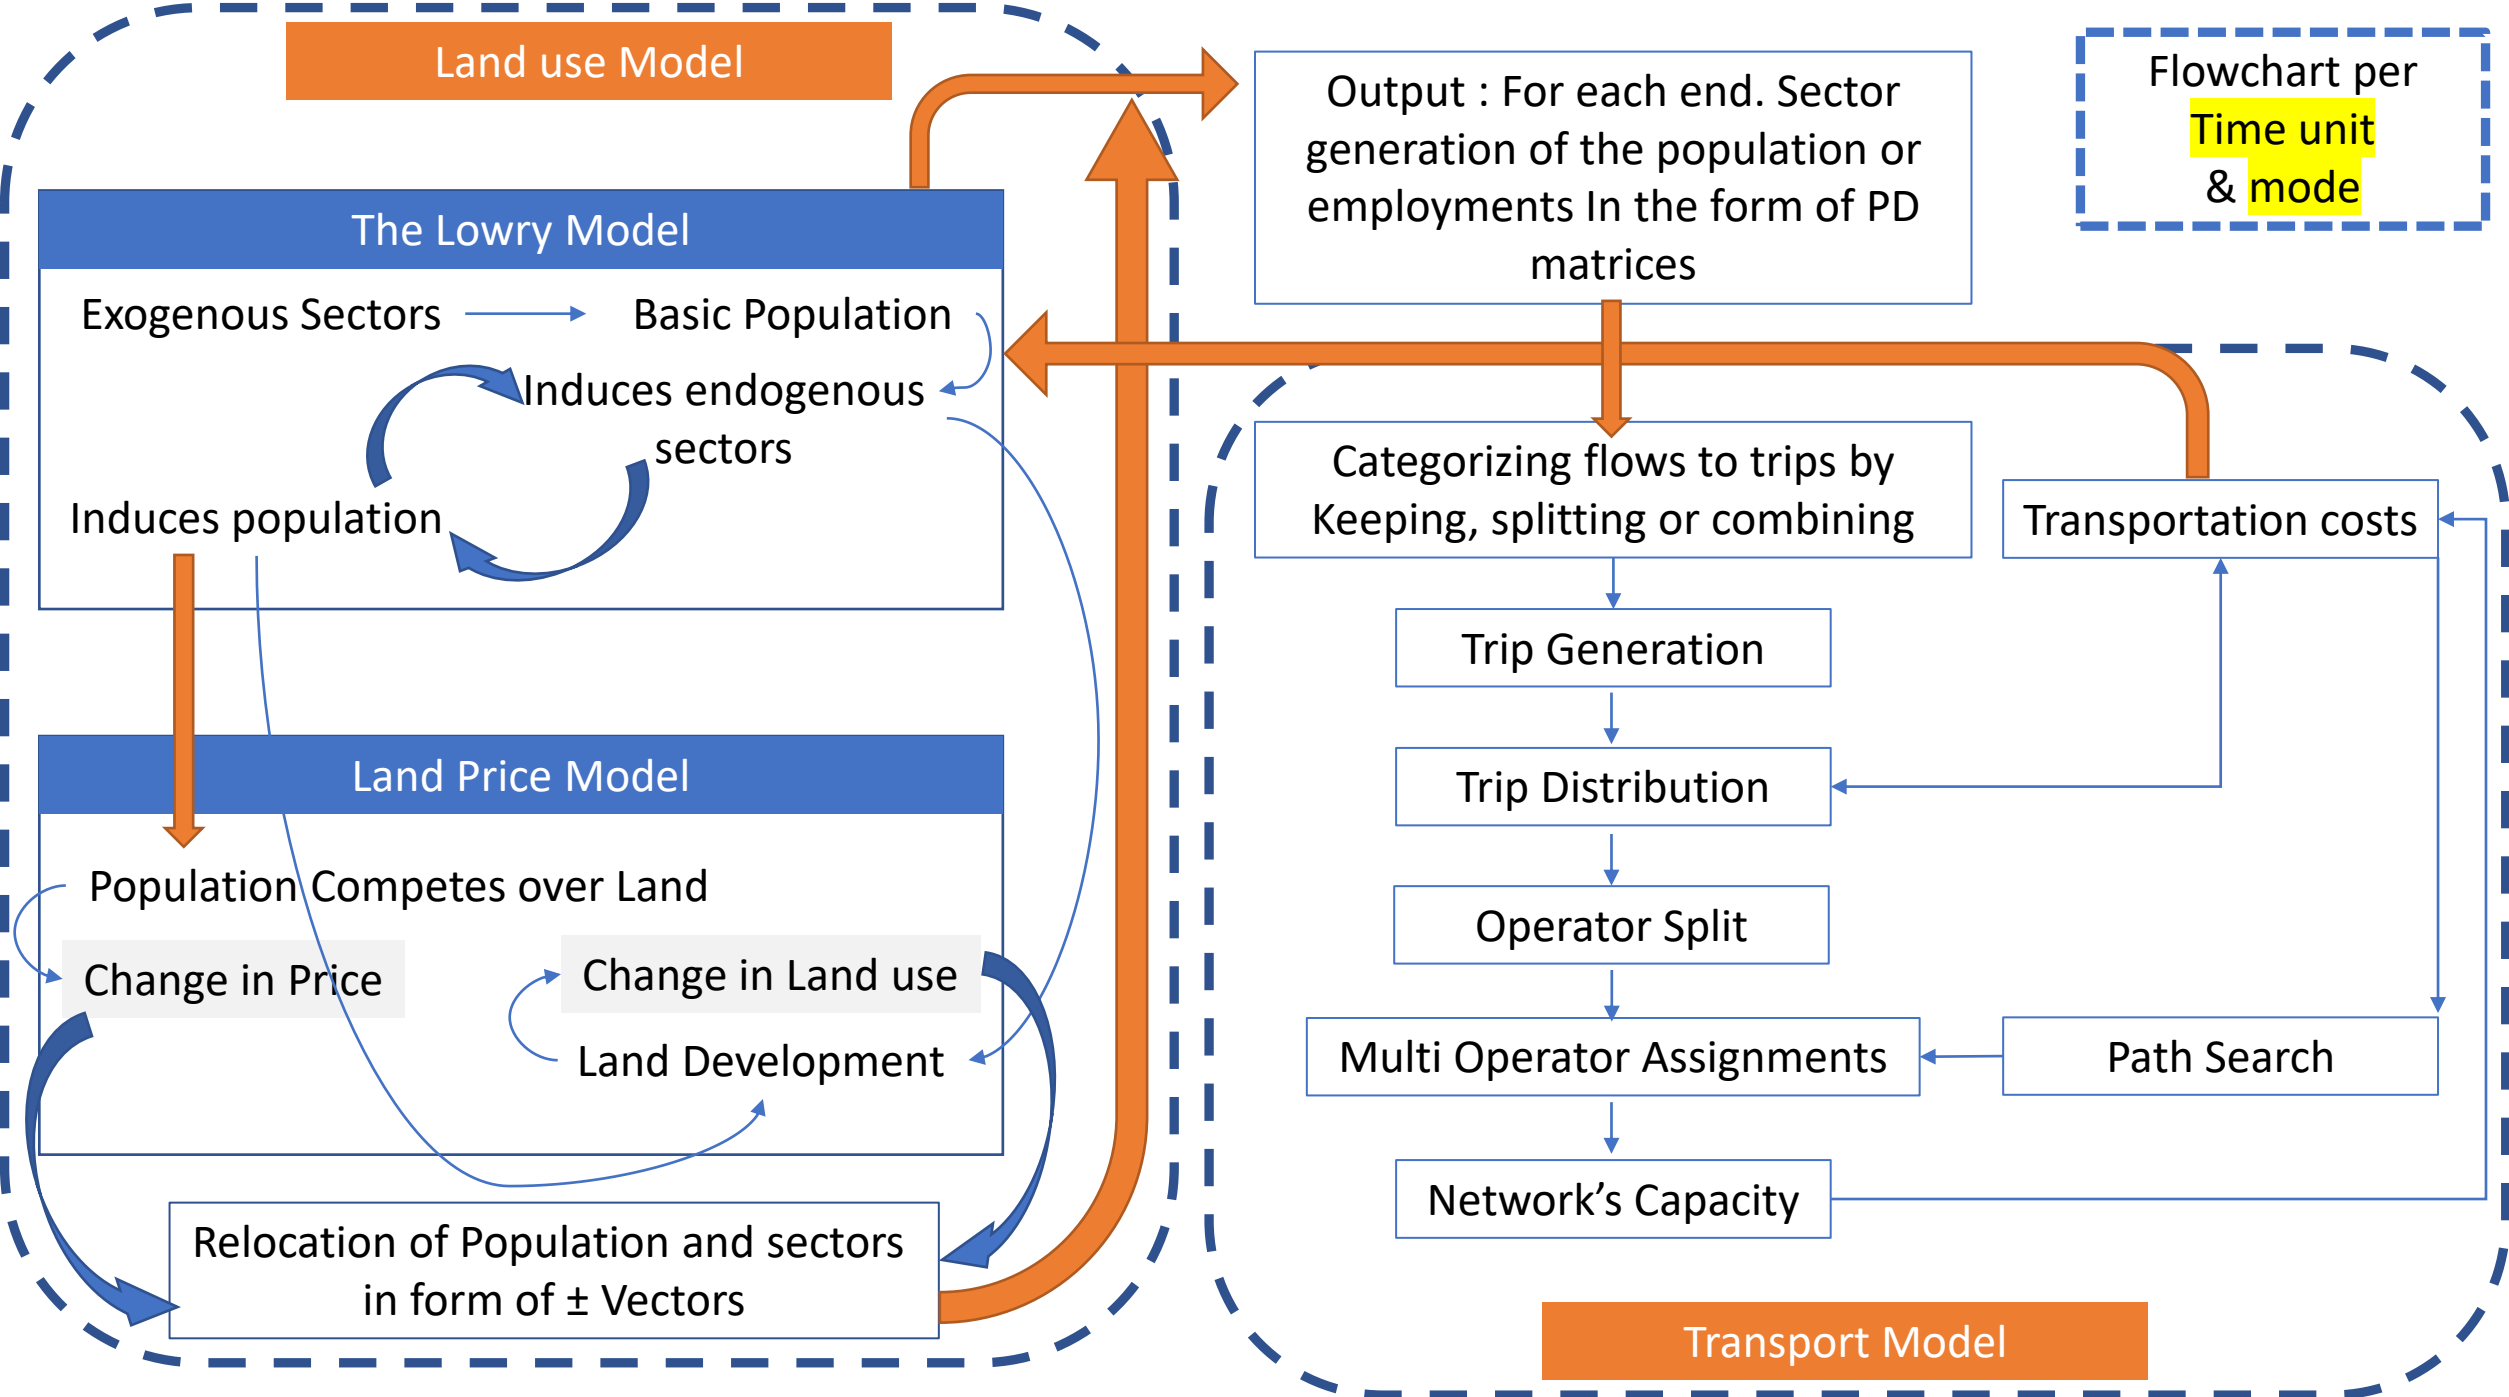 Land use Model
The Lowry Model
Exogenous Sectors
Basic Population
Induces endogenous
sectors
Induces population
Land Price Model
Population Competes over Land
Change in Price
Change in Land use
Land Development
Relocation of Population and sectors
in form of ± Vectors
Output : For each end. Sector
generation of the population or
employments In the form of PD
matrices
Flowchart per
Time unit
& mode
Categorizing flows to trips by
Keeping, splitting or combining
Transportation costs
Trip Generation
Trip Distribution
Operator Split
Multi Operator Assignments
Path Search
Network’s Capacity
Transport Model